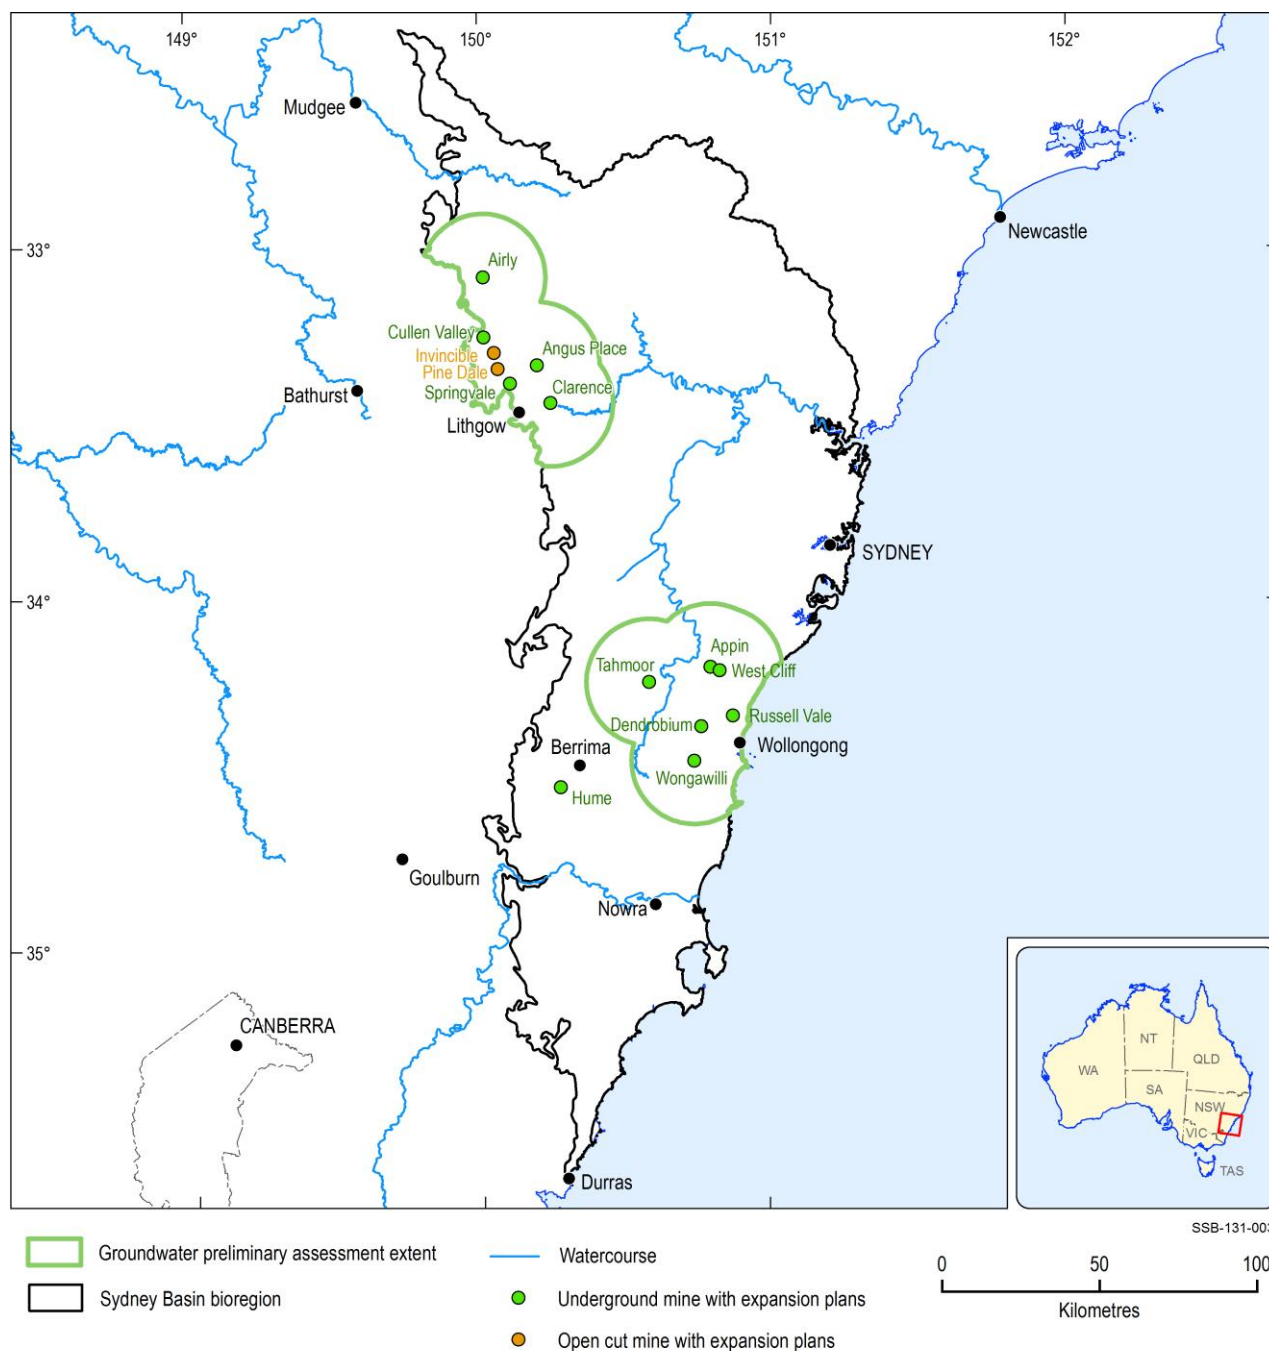 149°
150°
151°
152°
Mudgee
Newcastle
33°
Airly
Cullen Valley
Angus Place
Invincible
Pine Dale
Springvale
Clarence
Bathurst
Lithgow
SYDNEY
34°
Appin
Tahmoor
West Cliff
Russell Vale
Dendrobium
Berrima
Wollongong
Wongawilli
Hume
Goulburn
Nowra
35°
CANBERRA
Durras
NT
QLD
WA
SA
NSW
VIC
TAS
SSB-131-003
Groundwater preliminary assessment extent
Watercourse
0 50 100
Sydney Basin bioregion
Underground mine with expansion plans
Kilometres
Open cut mine with expansion plans